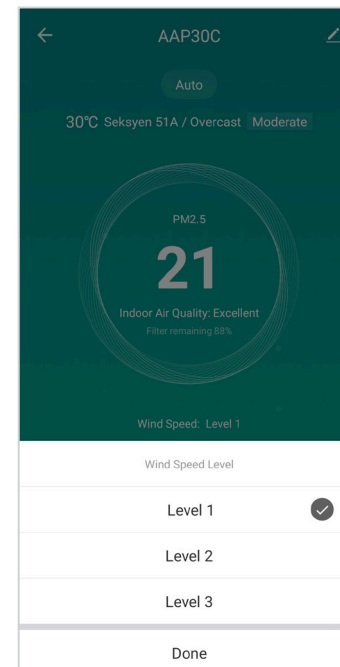 AAP30C
Auto
30°C Seksyen 51A / Overcast Moderate
PM2.5
21
Indoor Air Quality: Excellent
Filter remaining 88%
Wind Speed: Level 1
Wind Speed Level
Level 1
Level 2
Level 3
Done